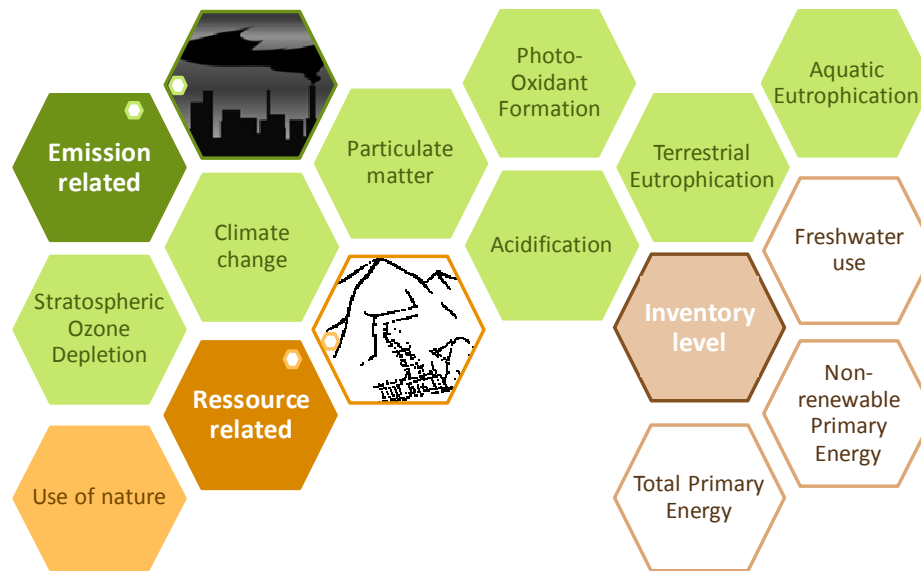 Emission
related
Photo-
Oxidant
Formation
Aquatic
Eutrophication
Particulate
matter
Terrestrial
Eutrophication
Climate
change
Acidification
Freshwater
use
Stratospheric
Ozone
Depletion
Inventory
level
Ressource
related
Non-
renewable
Primary
Energy
Use of nature
Total Primary
Energy